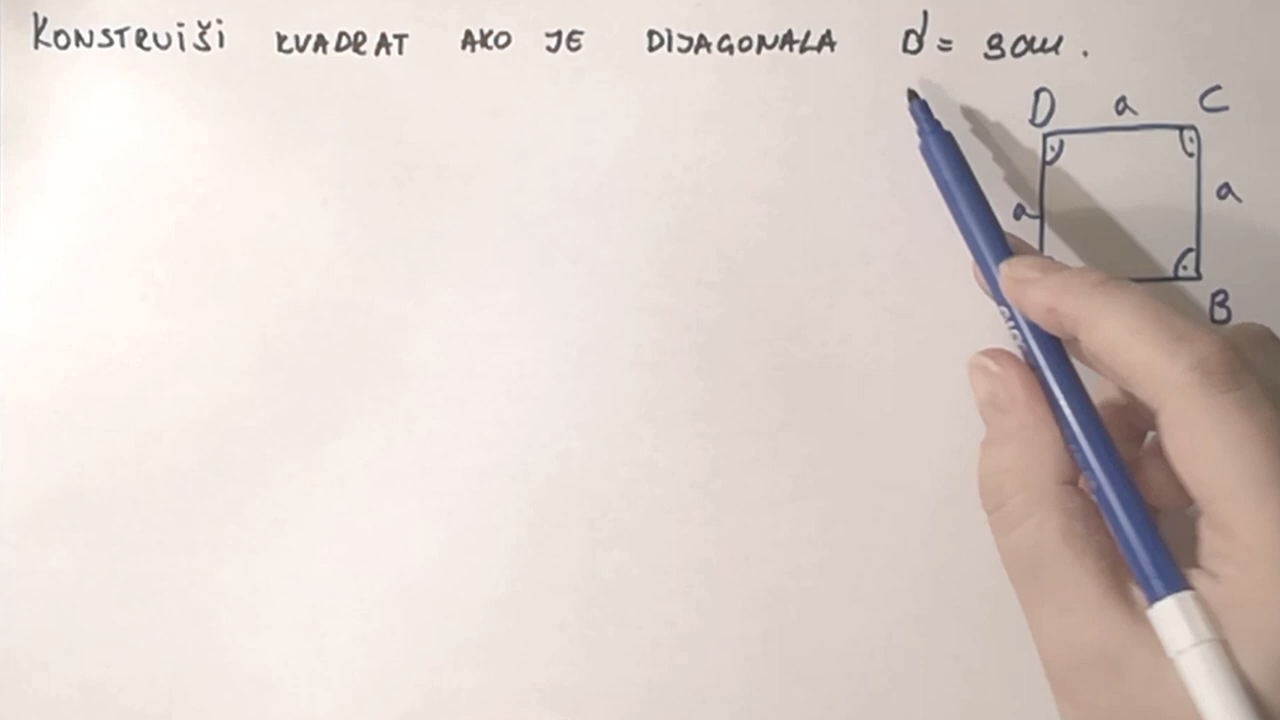 KONSTRUIŠI KVADRAT AKO JE DIJAGONALA d = 3cm.
D a C
a a
B